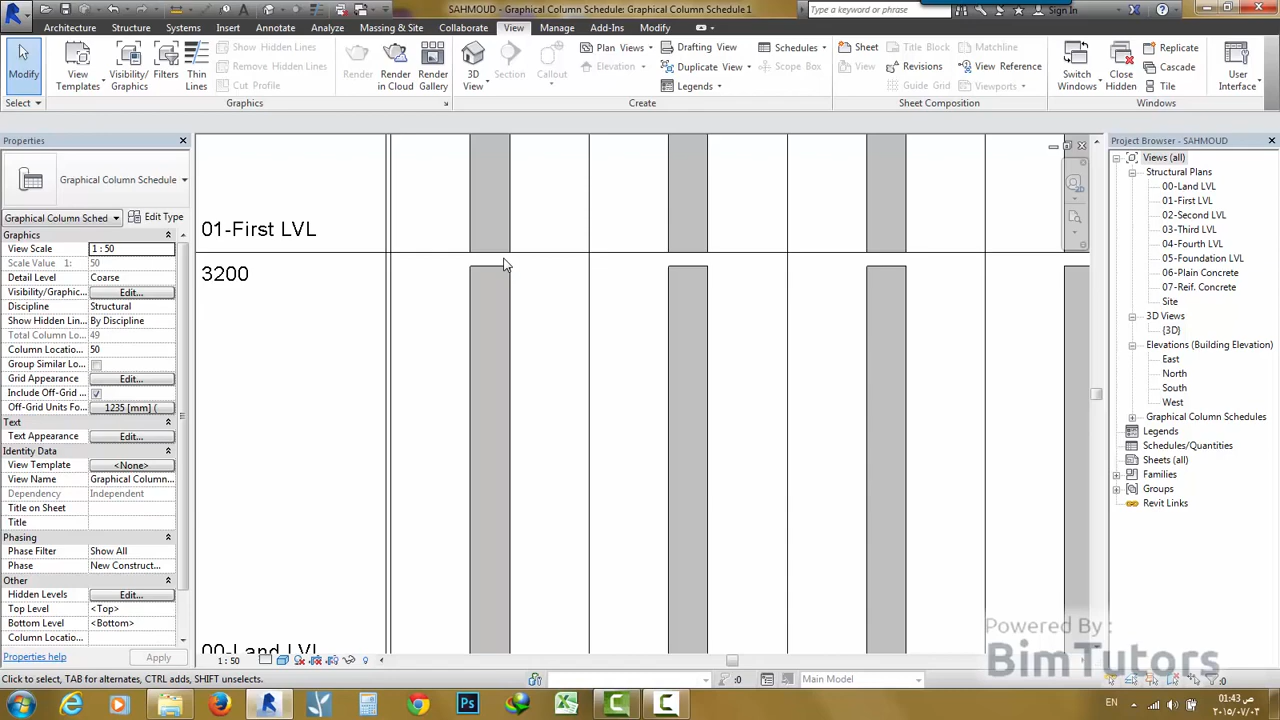 SAHMOUD - Graphical Column Schedule: Graphical Column Schedule 1
Type a keyword or phrase
Sign In
Architecture Structure Systems Insert Annotate Analyze Massing & Site Collaborate View Manage Add-Ins Modify
Modify
View Templates
Visibility/ Graphics
Filters
Thin Lines
Show Hidden Lines
Remove Hidden Lines
Cut Profile
Render
Render in Cloud
Render Gallery
3D View
Section
Callout
Plan Views
Elevation
Drafting View
Duplicate View
Legends
Schedules
Scope Box
Sheet
View
Title Block
Revisions
Guide Grid
Matchline
View Reference
Viewports
Switch Windows
Close Hidden
Replicate
Cascade
Tile
User Interface
Select
Graphics
Create
Sheet Composition
Windows
Properties
Graphical Column Schedule
Graphical Column Sched
Edit Type
Graphics
View Scale 1 : 50
Scale Value 1: 50
Detail Level Coarse
Visibility/Graphic... Edit...
Discipline Structural
Show Hidden Lin... By Discipline
Total Column Lo... 49
Column Locatio... 50
Group Similar Lo...
Grid Appearance Edit...
Include Off-Grid ...
Off-Grid Units Fo... 1235 [mm] (
Text
Text Appearance Edit...
Identity Data
View Template <None>
View Name Graphical Column...
Dependency Independent
Title on Sheet
Title
Phasing
Phase Filter Show All
Phase New Construct...
Other
Hidden Levels Edit...
Top Level <Top>
Bottom Level <Bottom>
Column Locatio...
Properties help
Apply
01-First LVL
3200
00-Land LVL
1 : 50
Project Browser - SAHMOUD
Views (all)
Structural Plans
00-Land LVL
01-First LVL
02-Second LVL
03-Third LVL
04-Fourth LVL
05-Foundation LVL
06-Plain Concrete
07-Reif. Concrete
Site
3D Views
{3D}
Elevations (Building Elevation)
East
North
South
West
Graphical Column Schedules
Legends
Schedules/Quantities
Sheets (all)
Families
Groups
Revit Links
Powered By :
BimTutors
Click to select, TAB for alternates, CTRL adds, SHIFT unselects.
:0
Main Model
:0
EN
01:43 ص
٢٠١٥/٠٧/٠٣